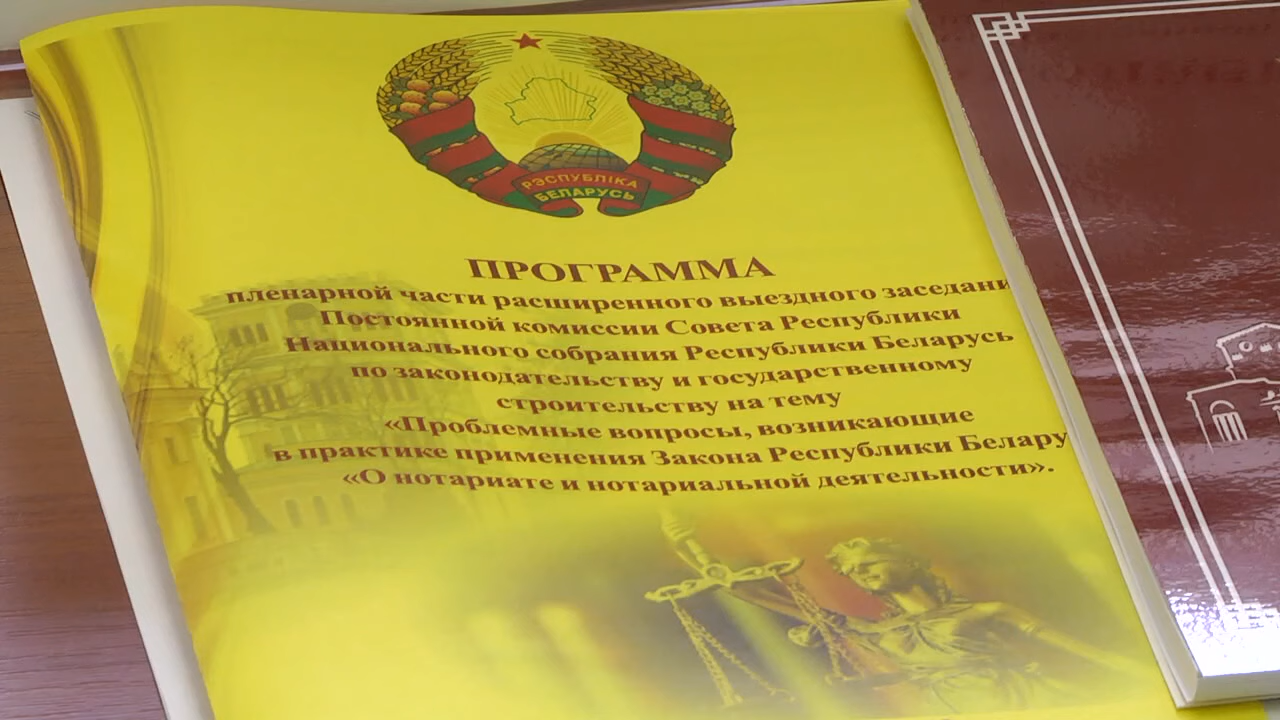 РЭСПУБЛІКА
БЕЛАРУСЬ
ПРОГРАММА
пленарной части расширенного выездного заседани
Постоянной комиссии Совета Республики
Национального собрания Республики Беларусь
по законодательству и государственному
строительству на тему
«Проблемные вопросы, возникающие
в практике применения Закона Республики Белару
«О нотариате и нотариальной деятельности».